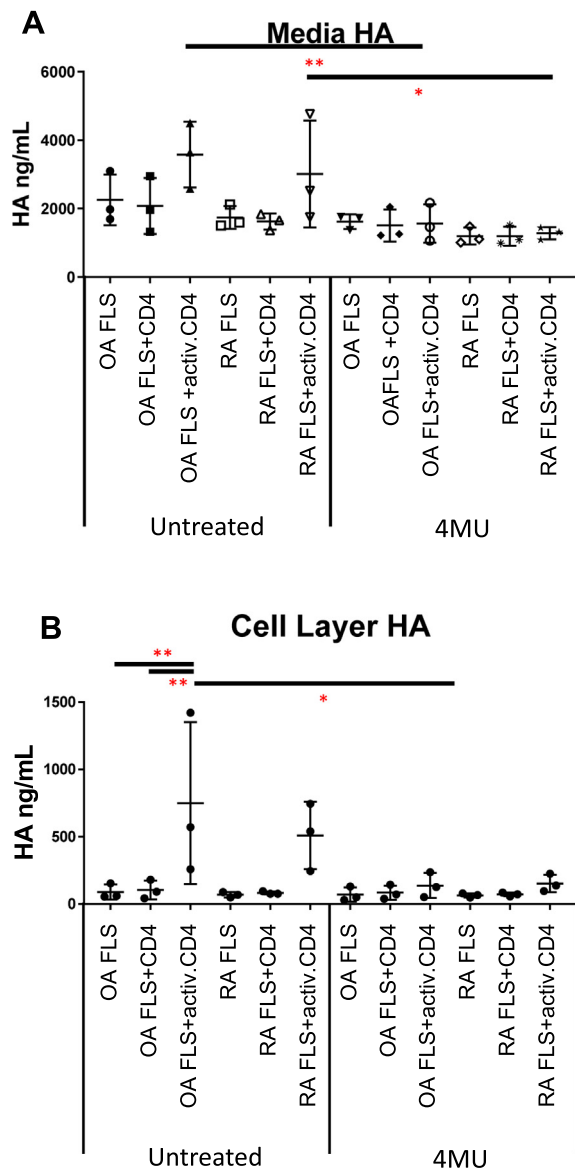 A
Media HA
**
*
HA ng/mL
6000
4000
2000
0
OA FLS
OA FLS+CD4
OA FLS +activ.CD4
RA FLS
RA FLS+CD4
RA FLS+activ.CD4
OA FLS
OAFLS +CD4
OA FLS+activ.CD4
RA FLS
RA FLS+CD4
RA FLS+activ.CD4
Untreated
4MU
B
Cell Layer HA
**
**
*
HA ng/mL
1500
1000
500
0
OA FLS
OA FLS+CD4
OA FLS+activ.CD4
RA FLS
RA FLS+CD4
RA FLS+activ.CD4
OA FLS
OA FLS+CD4
OA FLS+activ.CD4
RA FLS
RA FLS+CD4
RA FLS+activ.CD4
Untreated
4MU